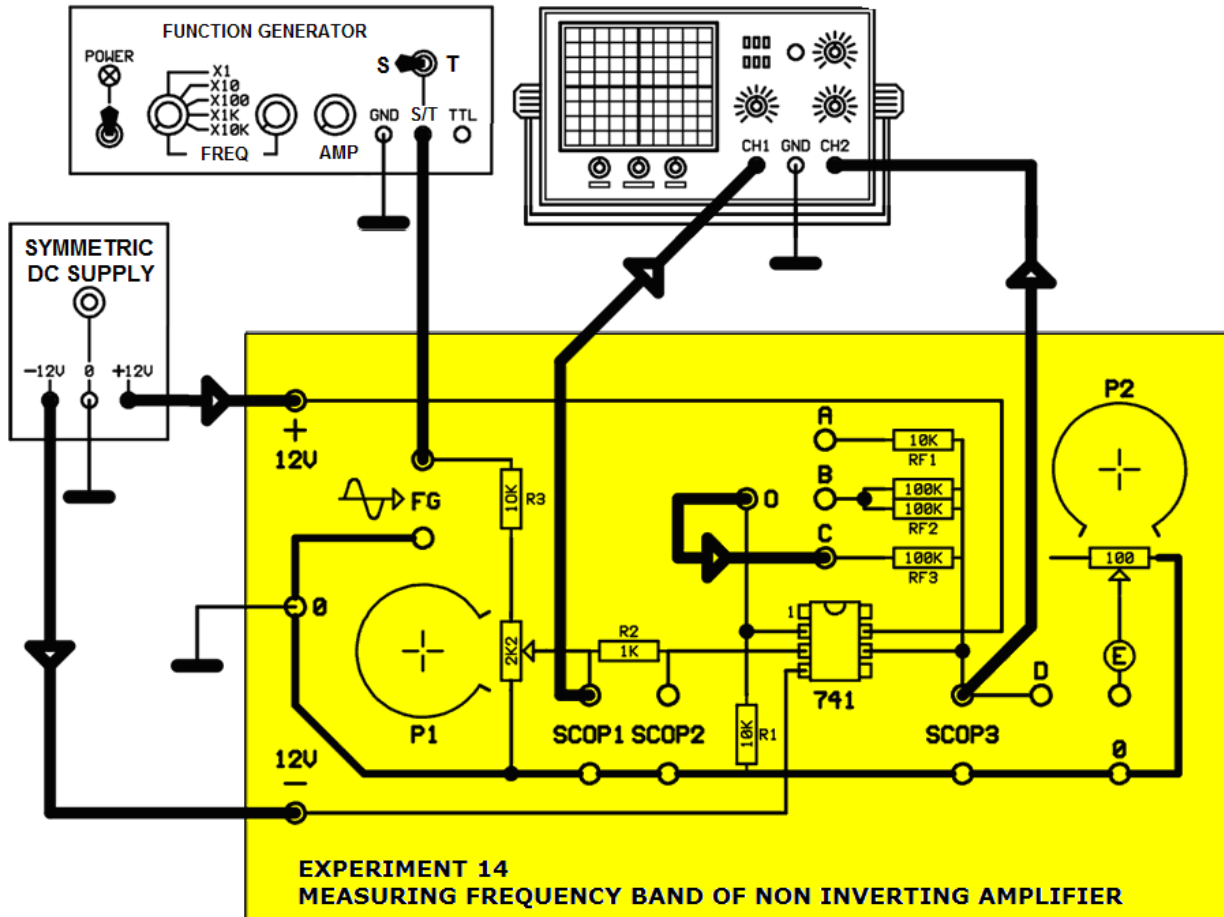 FUNCTION GENERATOR
POWER
S T
X1
X10
X100
X1K
X10K
FREQ
AMP
GND S/T TTL
CH1 GND CH2
SYMMETRIC
DC SUPPLY
-12V 0 +12V
+
12V
FG
10K
R3
0
2K2
P1
12V
-
R2
1K
SCOP1 SCOP2
0
10K
R1
A
10K
RF1
B
100K
100K
RF2
C
100K
RF3
1
741
SCOP3
D
P2
100
E
0
EXPERIMENT 14
MEASURING FREQUENCY BAND OF NON INVERTING AMPLIFIER